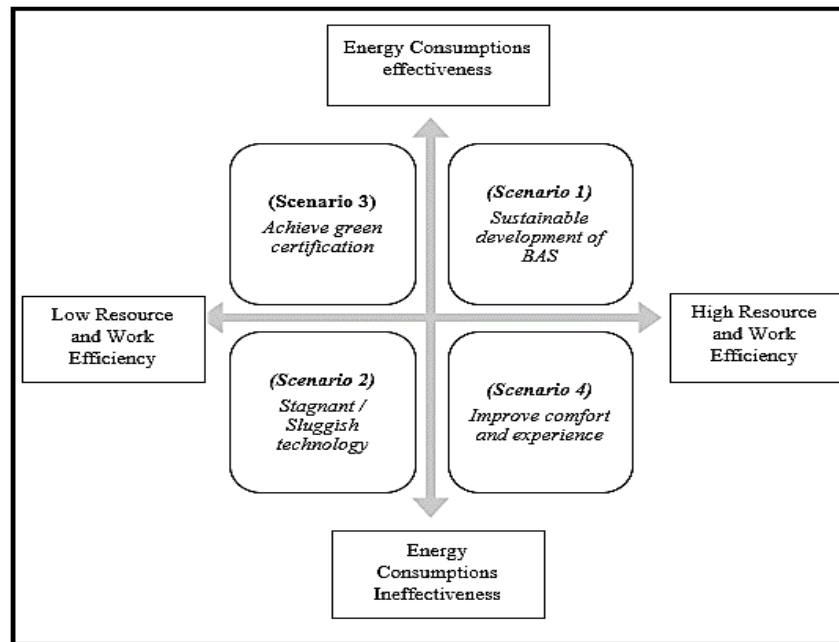 Energy Consumptions
effectiveness
(Scenario 3)
Achieve green
certification
(Scenario 1)
Sustainable
development of
BAS
Low Resource
and Work
Efficiency
High Resource
and Work
Efficiency
(Scenario 2)
Stagnant /
Sluggish
technology
(Scenario 4)
Improve comfort
and experience
Energy
Consumptions
Ineffectiveness